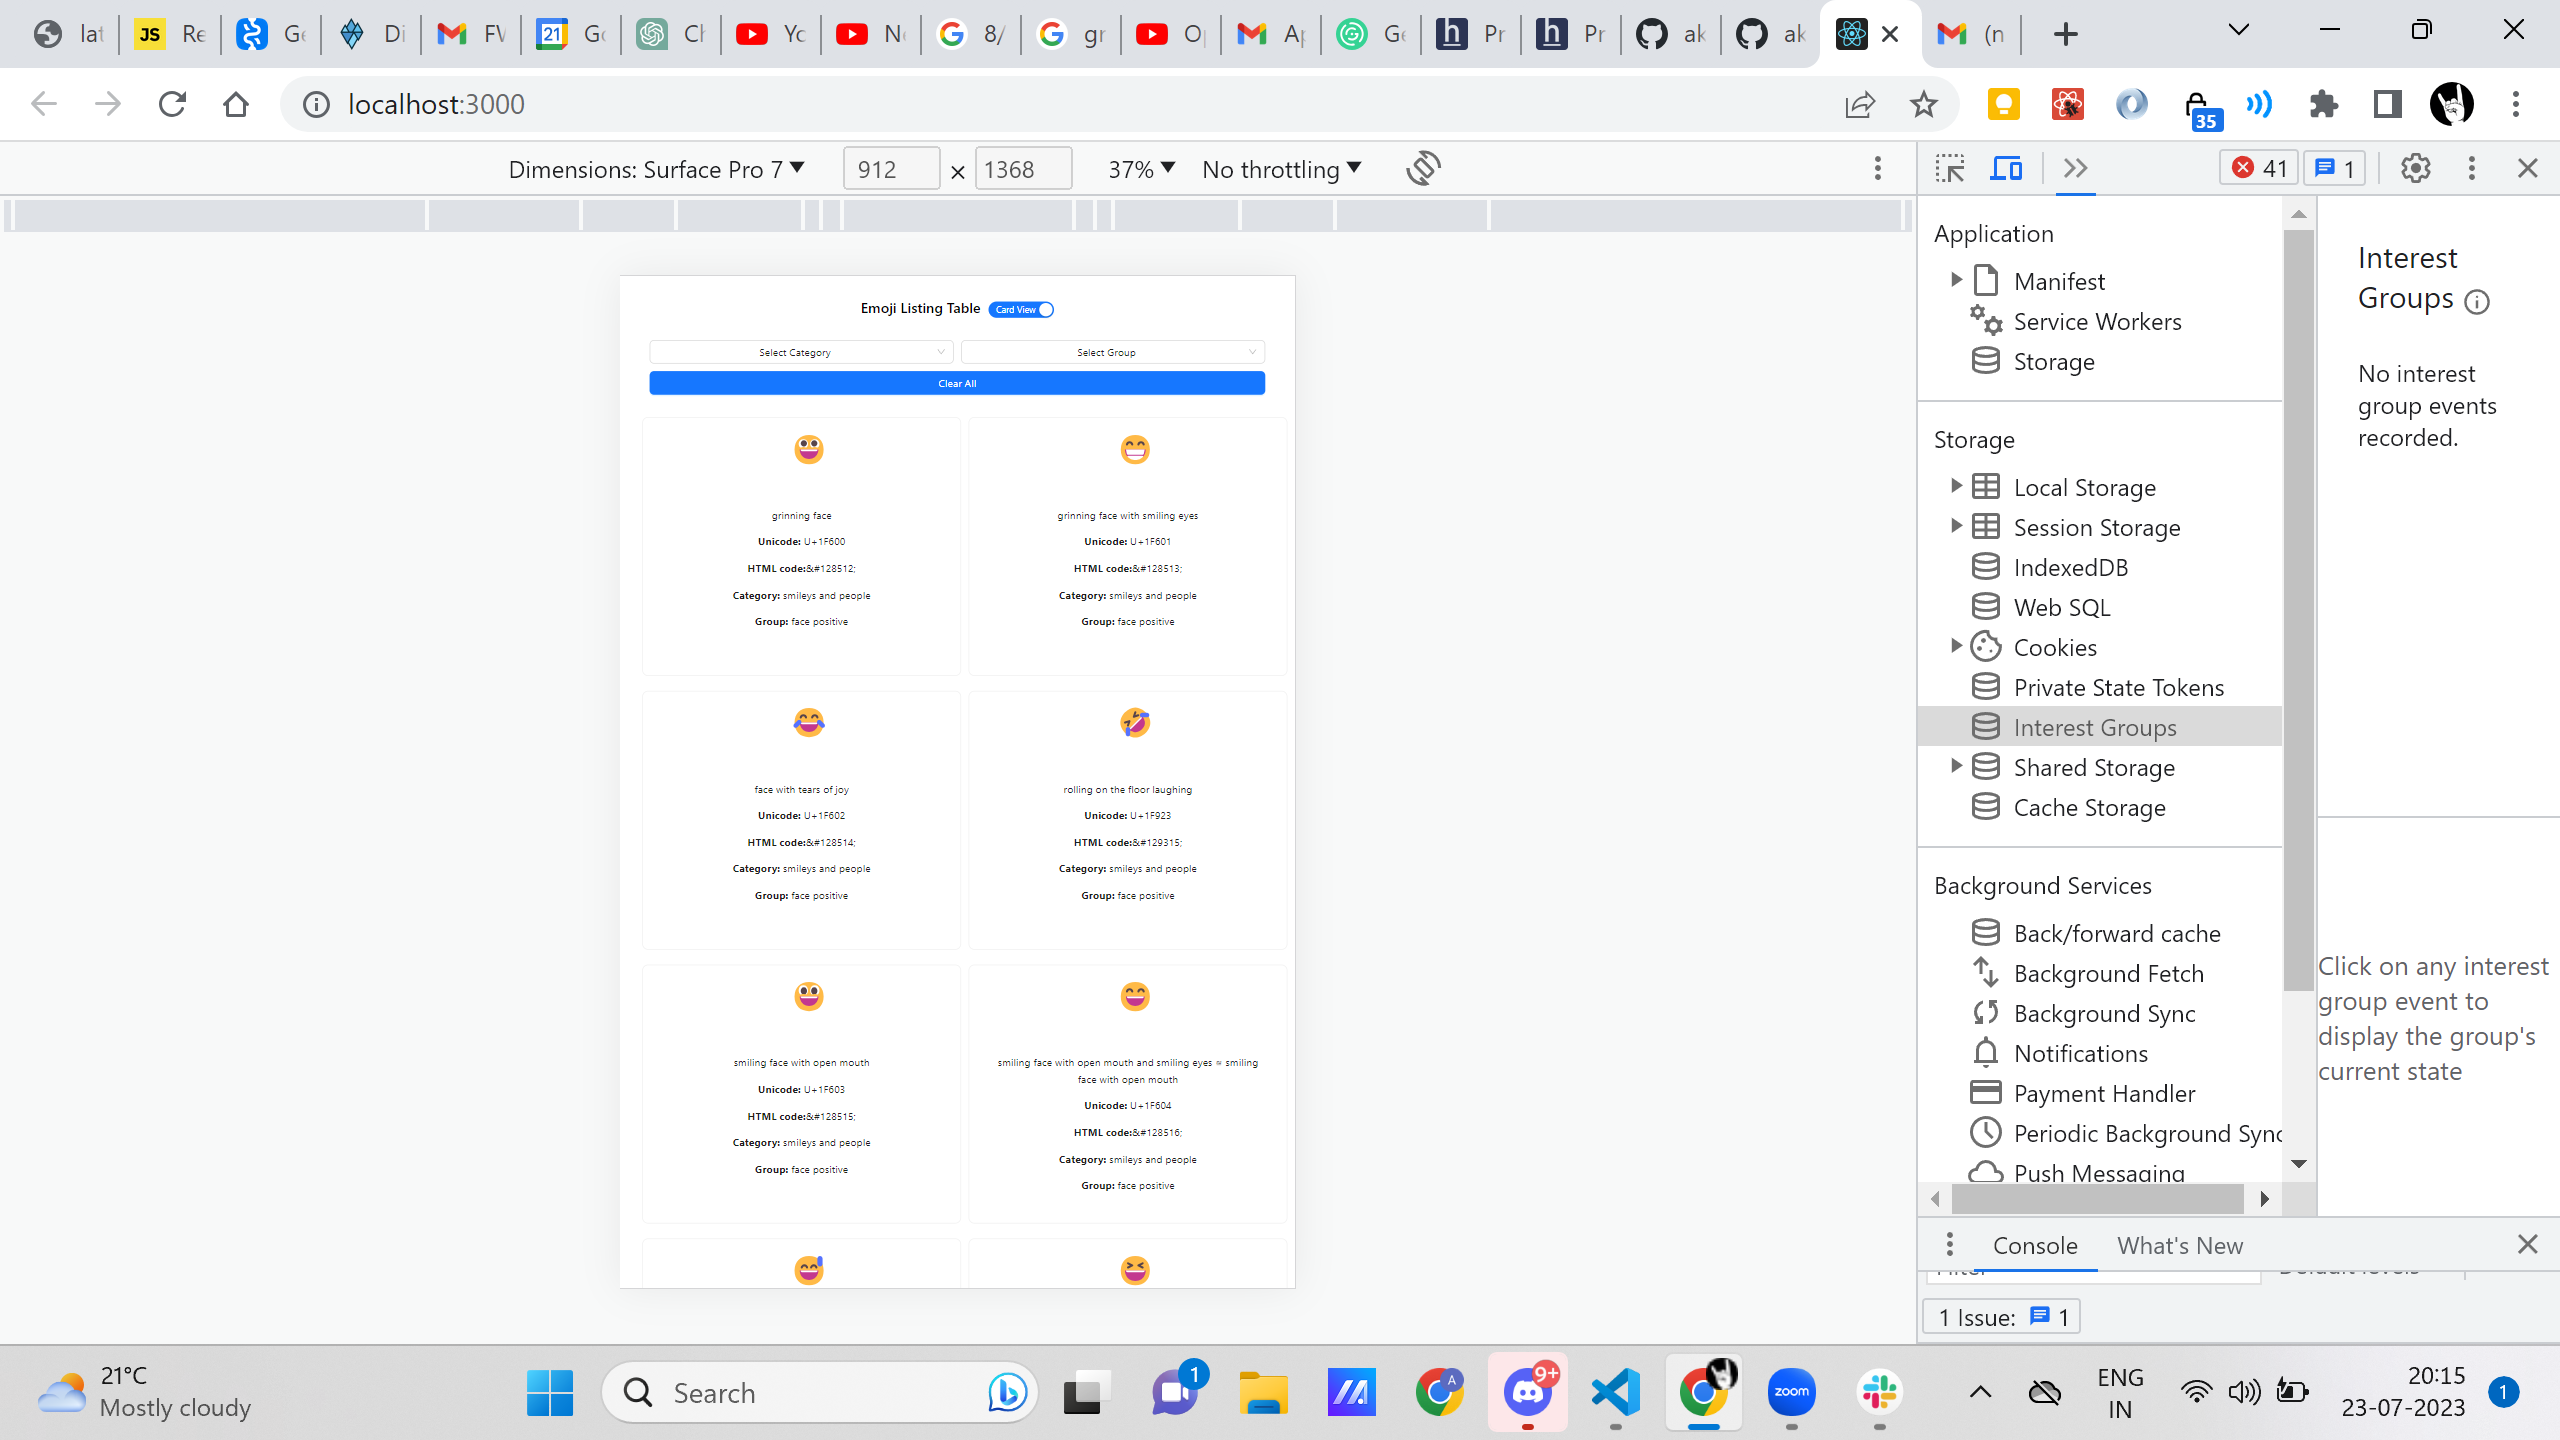 lat
Re
Ge
Di
FW
21
Go
Ch
Yo
Ne
8/
gr
Op
Ap
Ge
Pr
Pr
ak
ak
(n
localhost:3000
35
Dimensions: Surface Pro 7
912 × 1368
37%
No throttling
41
1
Emoji Listing Table
Card View
Select Category
Select Group
Clear All
grinning face
Unicode: U+1F600
HTML code:&#128512;
Category: smileys and people
Group: face positive
grinning face with smiling eyes
Unicode: U+1F601
HTML code:&#128513;
Category: smileys and people
Group: face positive
face with tears of joy
Unicode: U+1F602
HTML code:&#128514;
Category: smileys and people
Group: face positive
rolling on the floor laughing
Unicode: U+1F923
HTML code:&#129315;
Category: smileys and people
Group: face positive
smiling face with open mouth
Unicode: U+1F603
HTML code:&#128515;
Category: smileys and people
Group: face positive
smiling face with open mouth and smiling eyes ≊ smiling
face with open mouth
Unicode: U+1F604
HTML code:&#128516;
Category: smileys and people
Group: face positive
Application
Manifest
Service Workers
Storage
Storage
Local Storage
Session Storage
IndexedDB
Web SQL
Cookies
Private State Tokens
Interest Groups
Shared Storage
Cache Storage
Background Services
Back/forward cache
Background Fetch
Background Sync
Notifications
Payment Handler
Periodic Background Sync
Push Messaging
Interest
Groups
No interest
group events
recorded.
Click on any interest
group event to
display the group's
current state
Console
What's New
Filter
Default levels
1 Issue: 1
21°C
Mostly cloudy
Search
1
A
9+
zoom
ENG
IN
20:15
23-07-2023
1